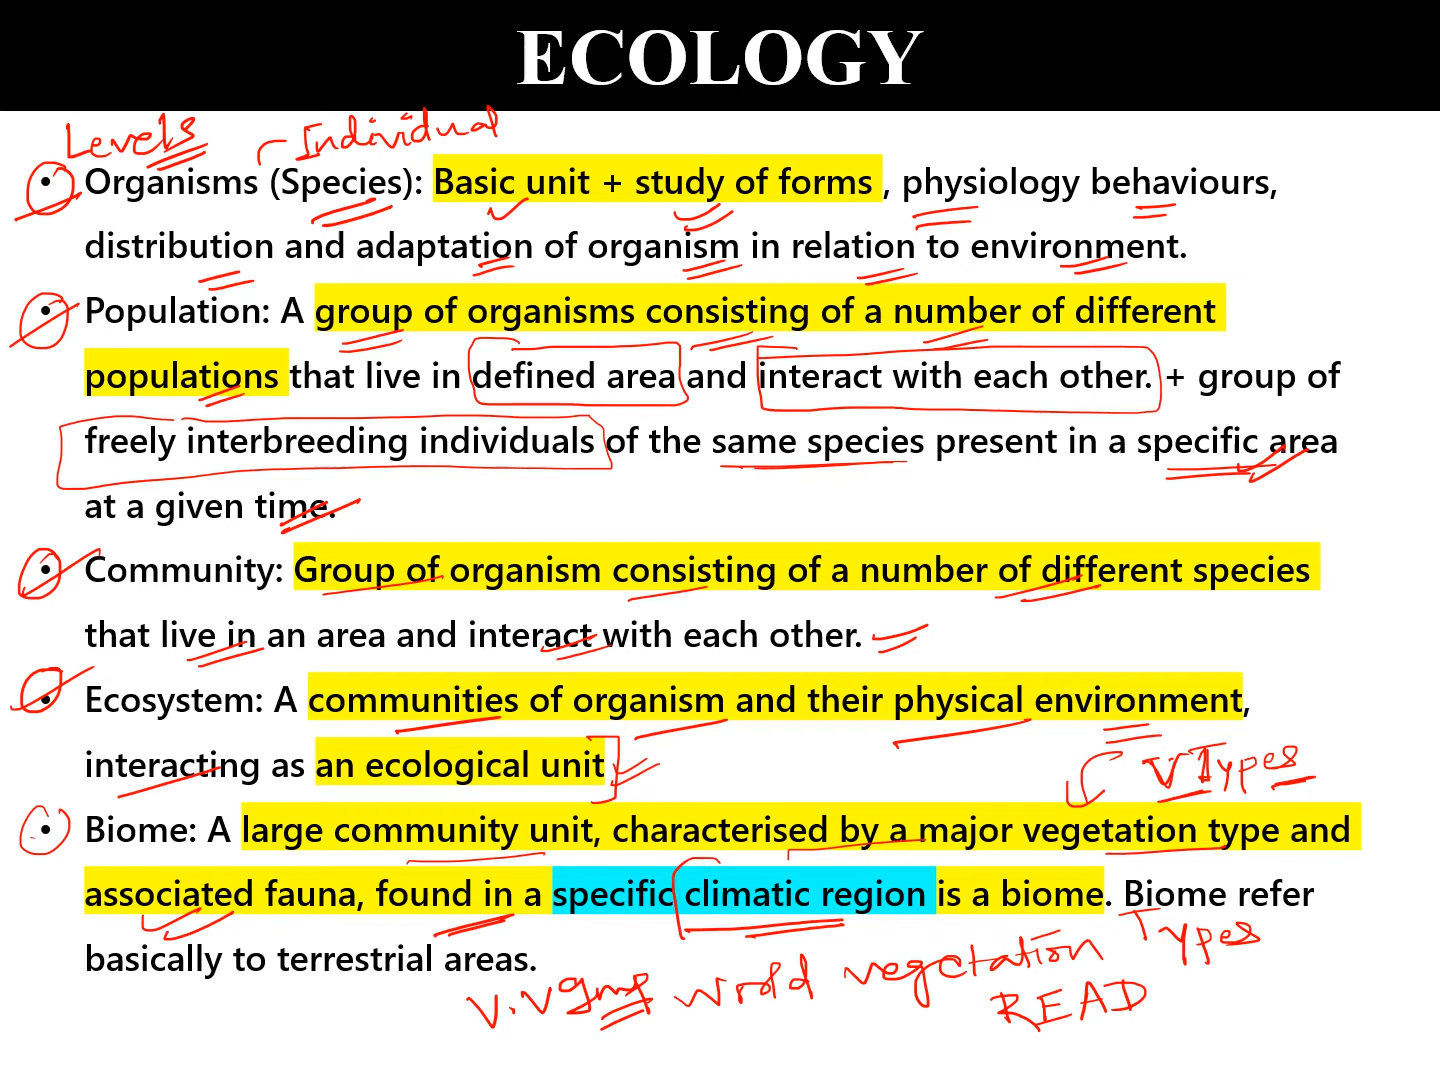 ECOLOGY
Levels
Individual
• Organisms (Species): Basic unit + study of forms , physiology behaviours,
distribution and adaptation of organism in relation to environment.
• Population: A group of organisms consisting of a number of different
populations that live in defined area and interact with each other. + group of
freely interbreeding individuals of the same species present in a specific area
at a given time.
• Community: Group of organism consisting of a number of different species
that live in an area and interact with each other.
• Ecosystem: A communities of organism and their physical environment,
interacting as an ecological unit
V Types
• Biome: A large community unit, characterised by a major vegetation type and
associated fauna, found in a specific climatic region is a biome. Biome refer
basically to terrestrial areas.
V.V Imp World vegetation Types
READ